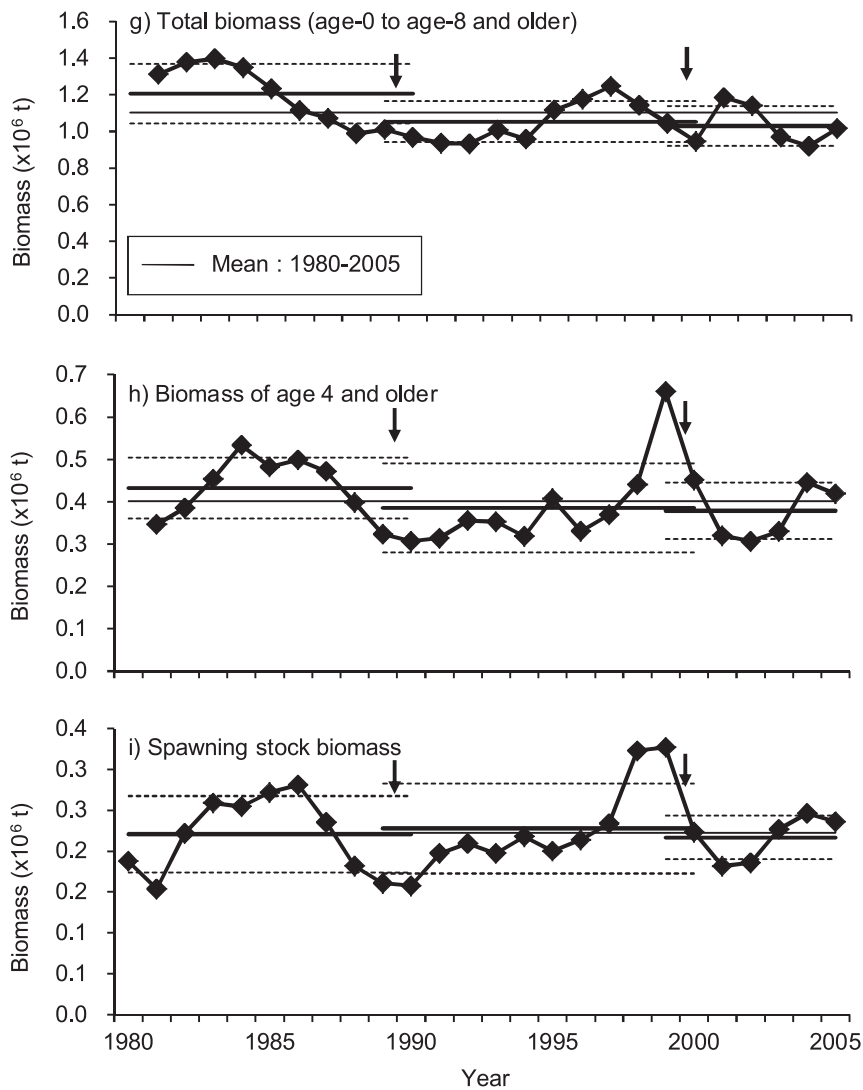 g) Total biomass (age-0 to age-8 and older)
Biomass (x10⁶ t)
1.6
1.4
1.2
1.0
0.8
0.6
0.4
0.2
0.0
Mean : 1980-2005
h) Biomass of age 4 and older
Biomass (x10⁶ t)
0.7
0.6
0.5
0.4
0.3
0.2
0.1
0.0
i) Spawning stock biomass
Biomass (x10⁶ t)
0.4
0.3
0.3
0.2
0.2
0.1
0.1
0.0
1980 1985 1990 1995 2000 2005
Year